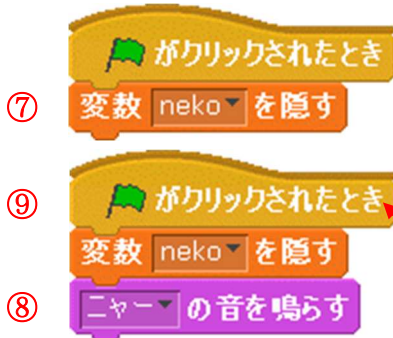 がクリックされたとき
⑦ 変数 neko を隠す
⑨ がクリックされたとき
変数 neko を隠す
⑧ ニャー の音を鳴らす